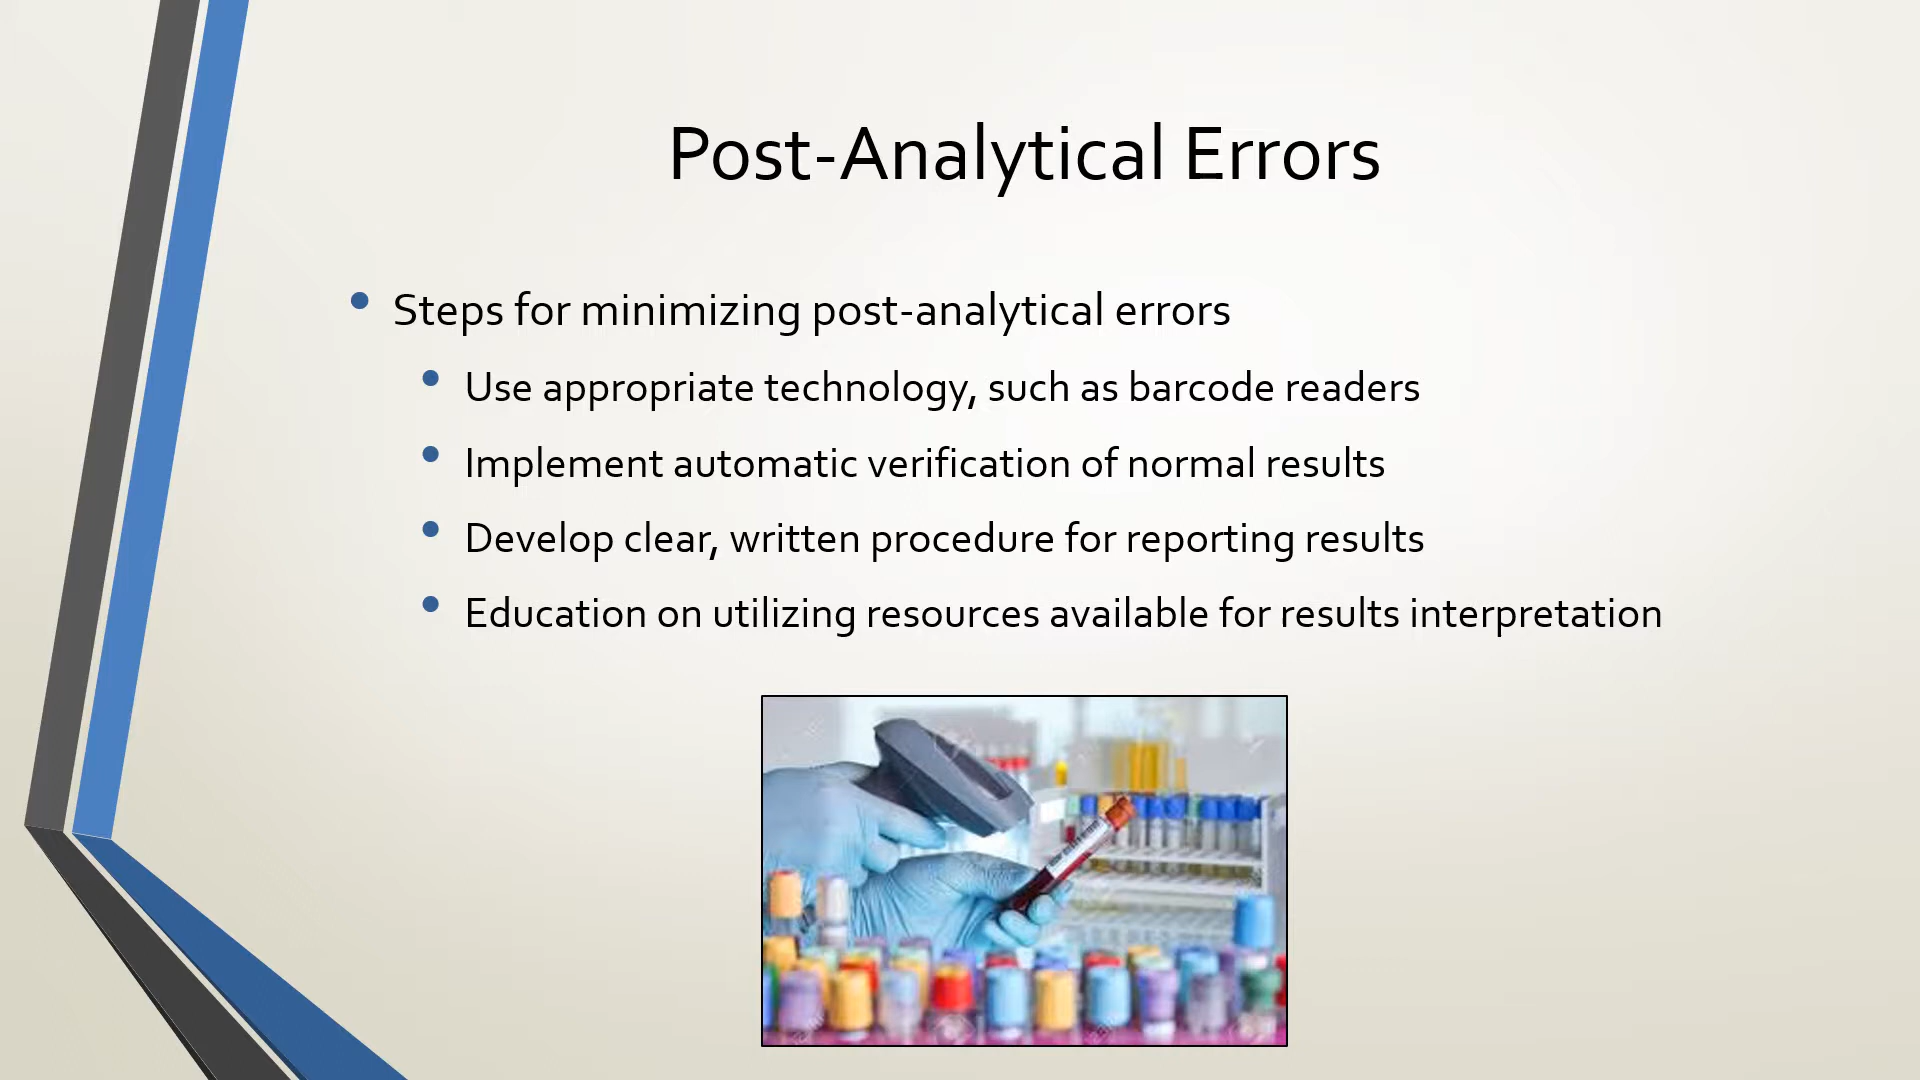 Post-Analytical Errors
Steps for minimizing post-analytical errors
Use appropriate technology, such as barcode readers
Implement automatic verification of normal results
Develop clear, written procedure for reporting results
Education on utilizing resources available for results interpretation